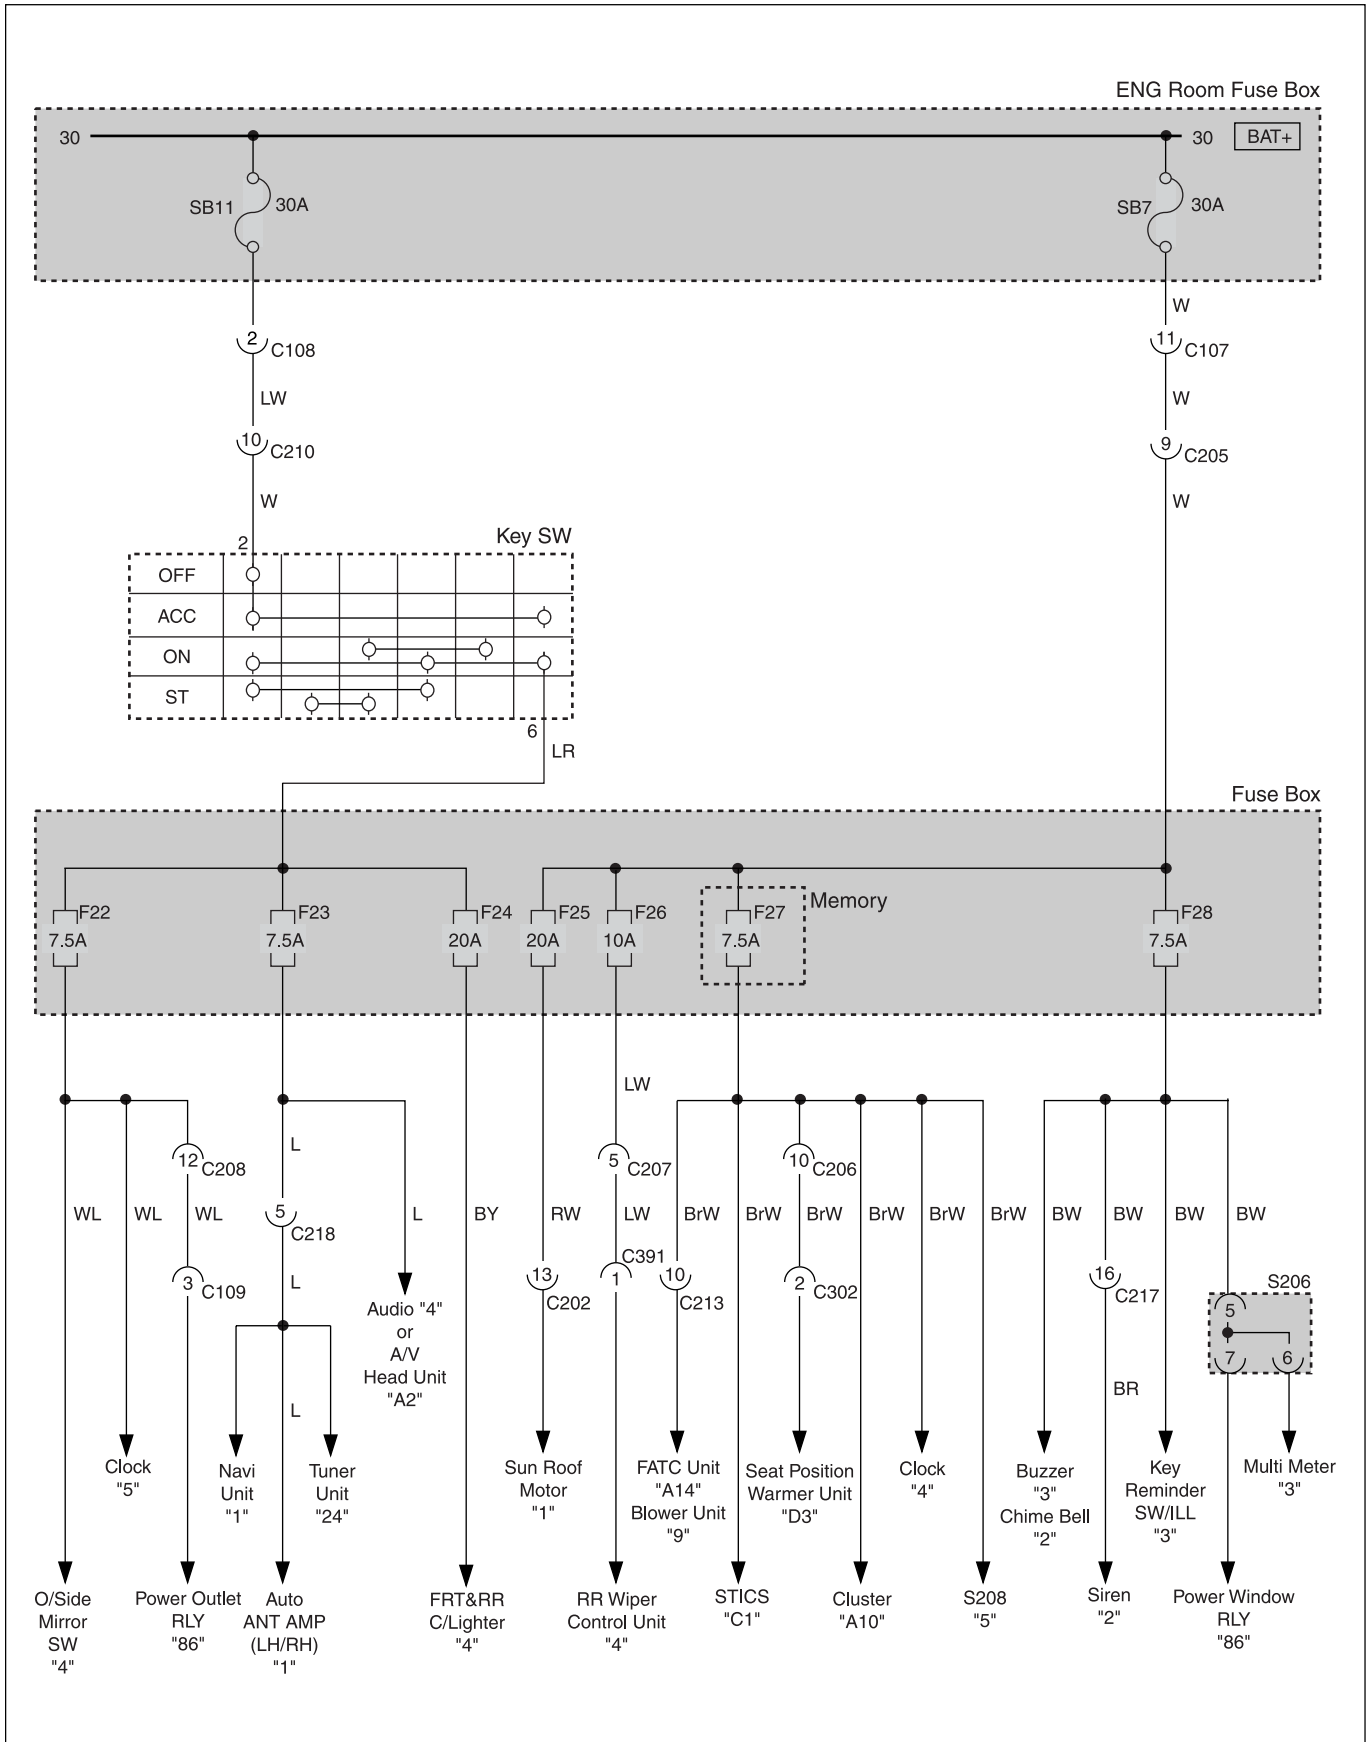 ENG Room Fuse Box
30
30
BAT+
SB11
30A
SB7
30A
W
2
C108
11
C107
LW
W
10
C210
9
C205
W
W
Key SW
2
OFF
ACC
ON
ST
6
LR
Fuse Box
F22
7.5A
F23
7.5A
F24
20A
F25
20A
F26
10A
F27
7.5A
Memory
F28
7.5A
LW
L
12
C208
5
C207
10
C206
WL
WL
WL
5
C218
L
BY
RW
LW
BrW
BrW
BrW
BrW
BrW
BrW
BW
BW
BW
BW
3
C109
L
13
C202
C391
1
10
C213
2
C302
16
C217
S206
5
7
6
Audio "4"
or
A/V
Head Unit
"A2"
L
BR
Clock
"5"
Navi
Unit
"1"
Tuner
Unit
"24"
Sun Roof
Motor
"1"
FATC Unit
"A14"
Blower Unit
"9"
Seat Position
Warmer Unit
"D3"
Clock
"4"
Buzzer
"3"
Chime Bell
"2"
Key
Reminder
SW/ILL
"3"
Multi Meter
"3"
O/Side
Mirror
SW
"4"
Power Outlet
RLY
"86"
Auto
ANT AMP
(LH/RH)
"1"
FRT&RR
C/Lighter
"4"
RR Wiper
Control Unit
"4"
STICS
"C1"
Cluster
"A10"
S208
"5"
Siren
"2"
Power Window
RLY
"86"